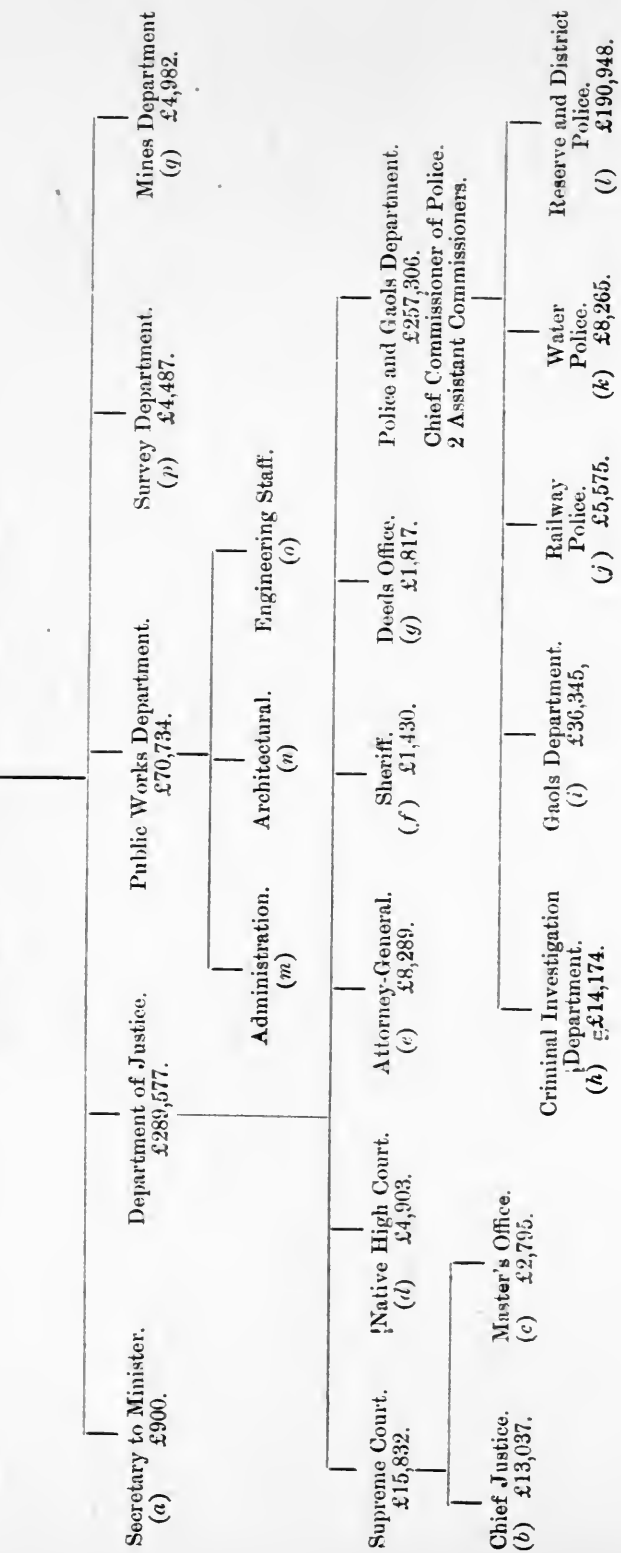 Secretary to Minister.
(a) £900.
Department of Justice.
£289,577.
Public Works Department.
£70,734.
Survey Department.
(p) £4,487.
Mines Department
(q) £4,982.
Administration.
(m)
Architectural.
(n)
Engineering Staff.
(o)
Supreme Court.
£15,832.
Native High Court.
(d) £4,903.
Attorney-General.
(e) £8,289.
Sheriff.
(f) £1,430.
Deeds Office.
(g) £1,817.
Police and Gaols Department.
£257,306.
Chief Commissioner of Police.
2 Assistant Commissioners.
Chief Justice.
(b) £13,037.
Master's Office.
(c) £2,795.
Criminal Investigation
Department.
(h) £14,174.
Gaols Department.
(i) £36,345,
Railway
Police.
(j) £5,575.
Water
Police.
(k) £8,265.
Reserve and District
Police.
(l) £190,948.